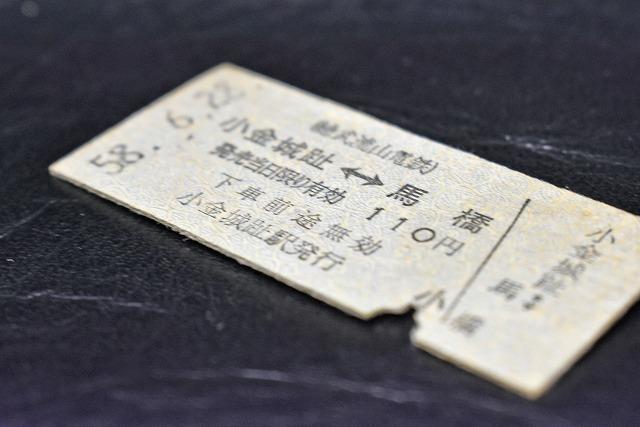 58. 6. 22
(総武流山電鉄)
小金城趾 ↔ 馬橋
発売当日限り有効 110円
下車前途無効
小金城趾駅発行
小
小金城趾
馬橋